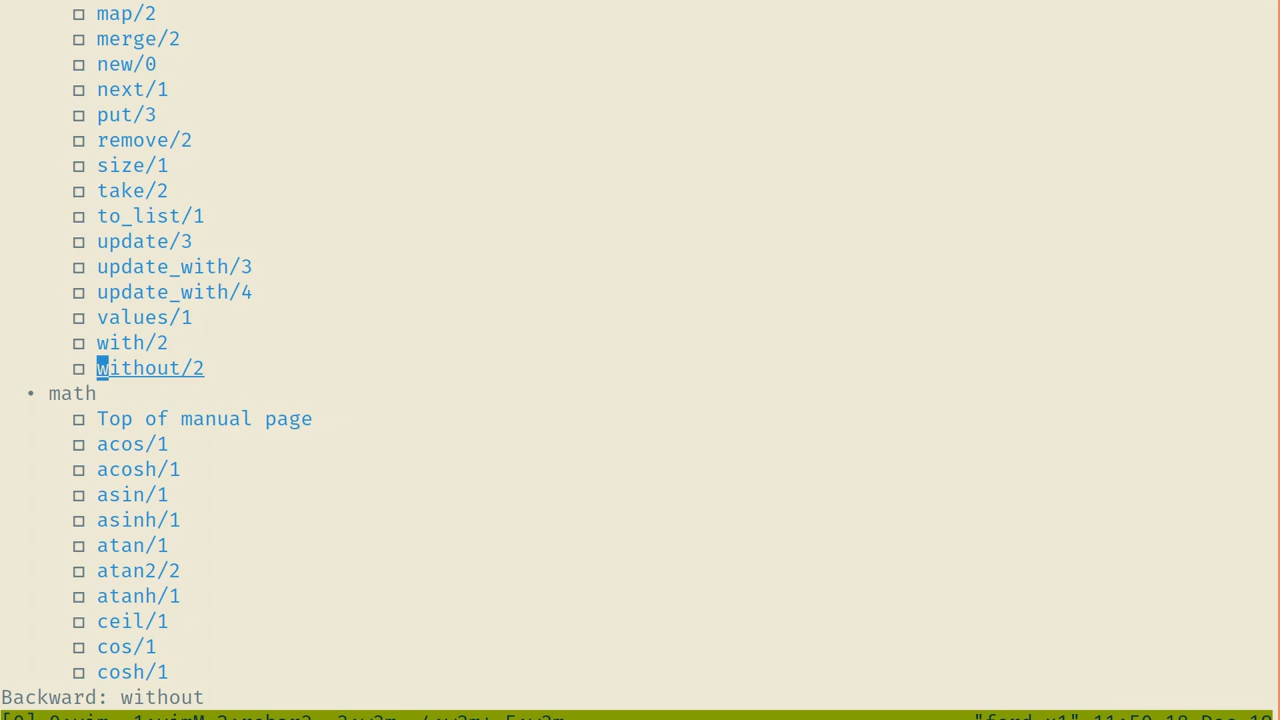 □ map/2
□ merge/2
□ new/0
□ next/1
□ put/3
□ remove/2
□ size/1
□ take/2
□ to_list/1
□ update/3
□ update_with/3
□ update_with/4
□ values/1
□ with/2
□ without/2
• math
□ Top of manual page
□ acos/1
□ acosh/1
□ asin/1
□ asinh/1
□ atan/1
□ atan2/2
□ atanh/1
□ ceil/1
□ cos/1
□ cosh/1
Backward: without